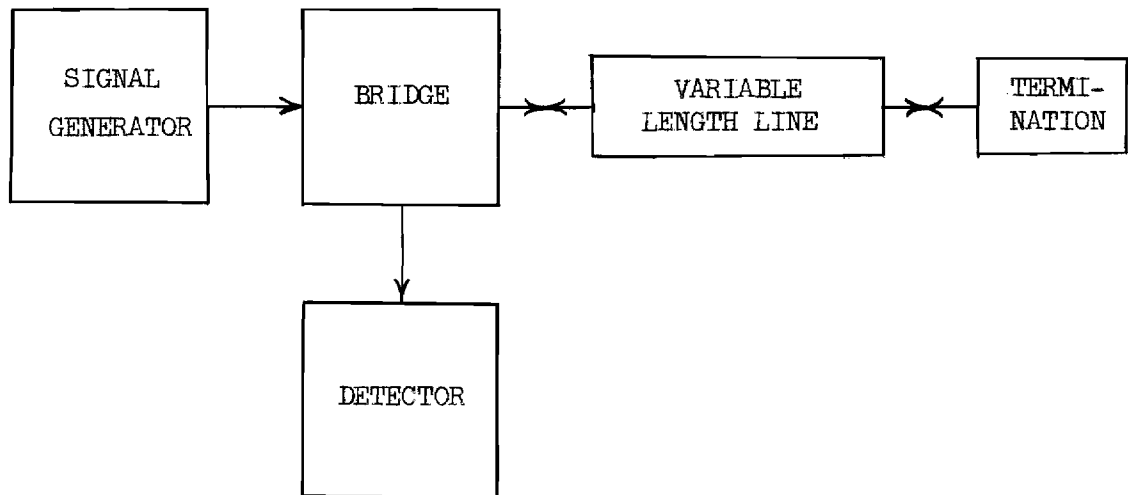 SIGNAL
GENERATOR
BRIDGE
VARIABLE
LENGTH LINE
TERMI-
NATION
DETECTOR